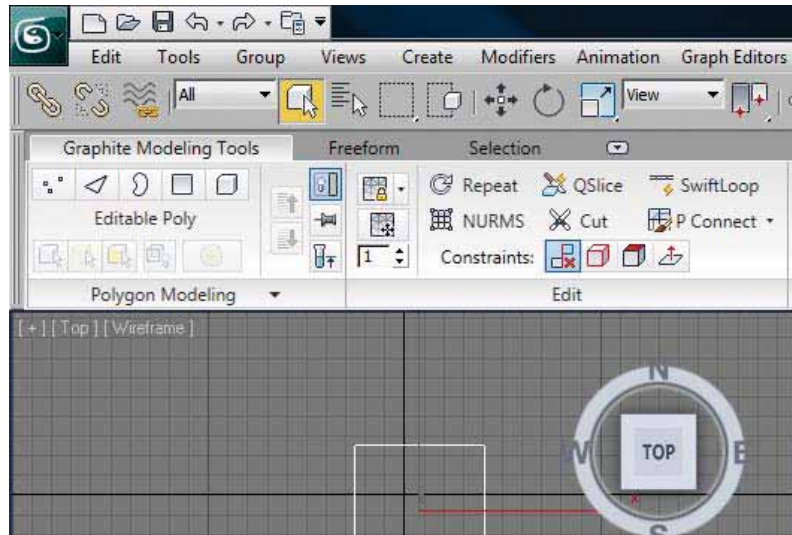 Edit Tools Group Views Create Modifiers Animation Graph Editors
All View
Graphite Modeling Tools Freeform Selection
Repeat QSlice SwiftLoop
Editable Poly NURMS Cut P Connect
1 Constraints:
Polygon Modeling Edit
[ + ] [ Top ] [ Wireframe ]
N
W TOP E
S
x